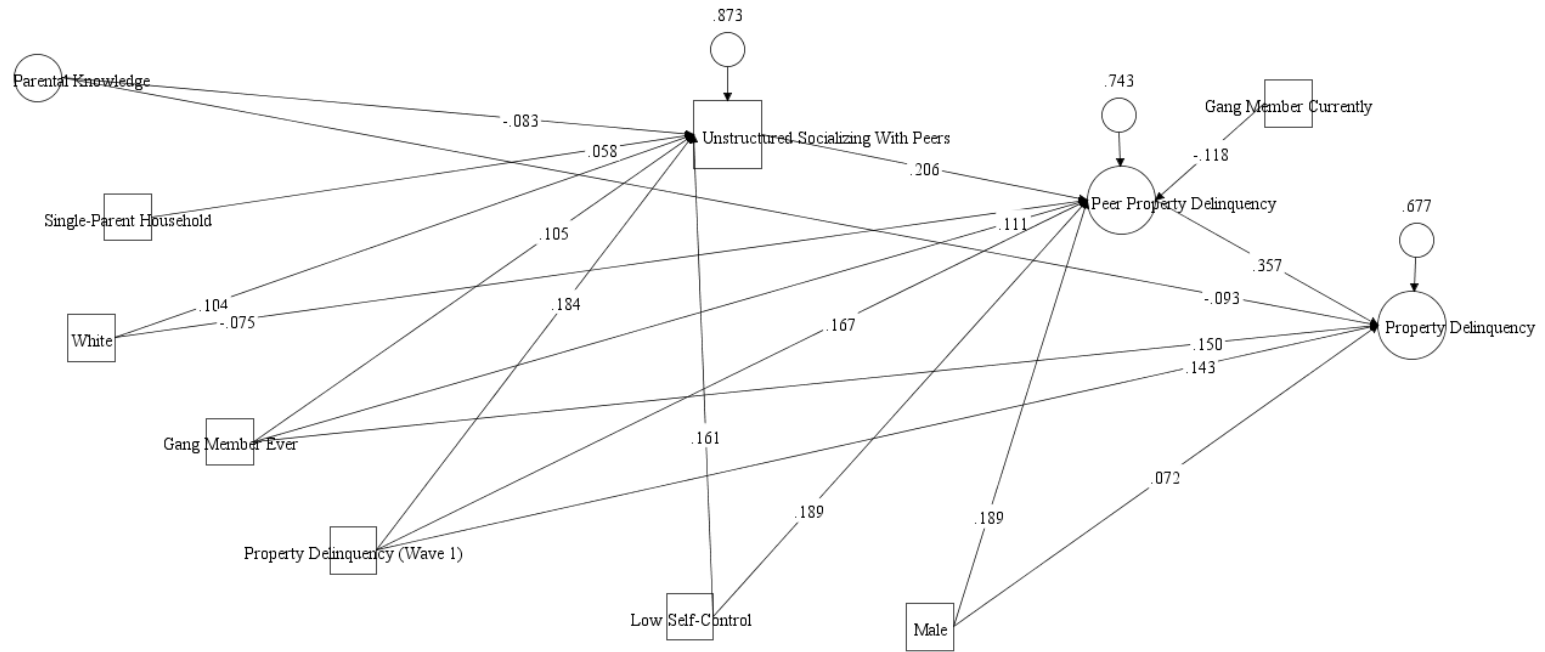 .873
Parental Knowledge
.743
Gang Member Currently
-.083
Unstructured Socializing With Peers
.058
-.118
.206
Single-Parent Household
Peer Property Delinquency
.677
.111
.105
.357
.104
-.093
.184
-.075
.167
Property Delinquency
White
.150
.143
.161
Gang Member Ever
.072
.189
.189
Property Delinquency (Wave 1)
Low Self-Control
Male